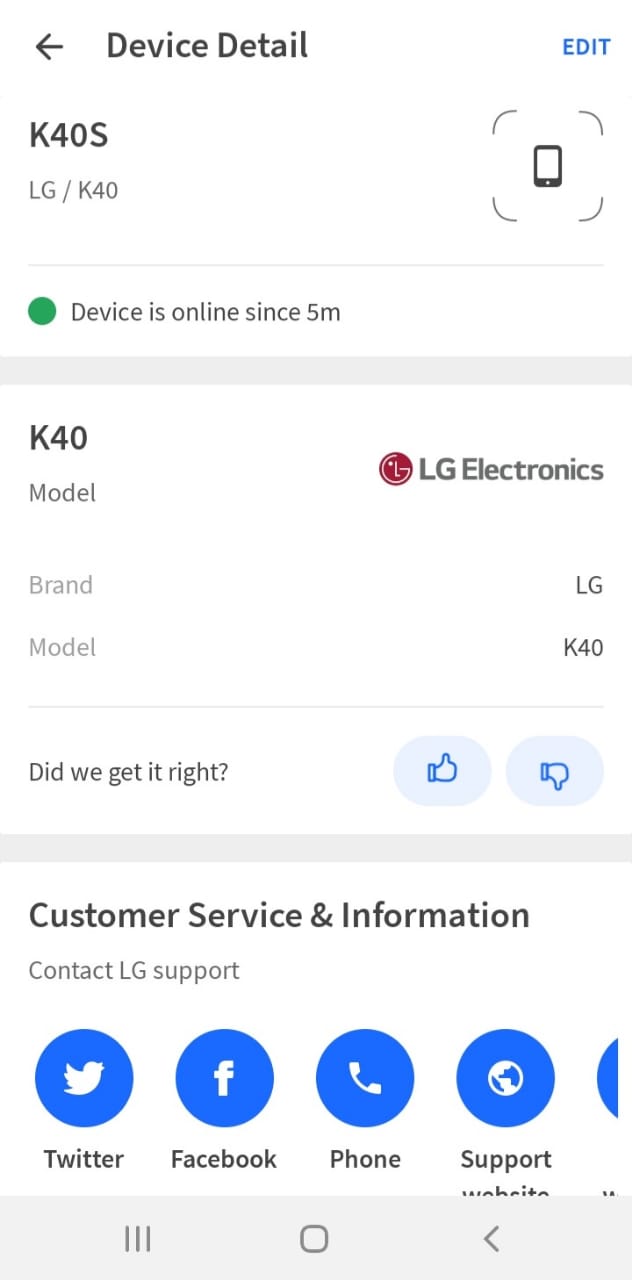 Device Detail
EDIT
K40S
LG / K40
Device is online since 5m
K40
LG Electronics
Model
Brand
LG
Model
K40
Did we get it right?
Customer Service & Information
Contact LG support
Twitter
Facebook
Phone
Support
website